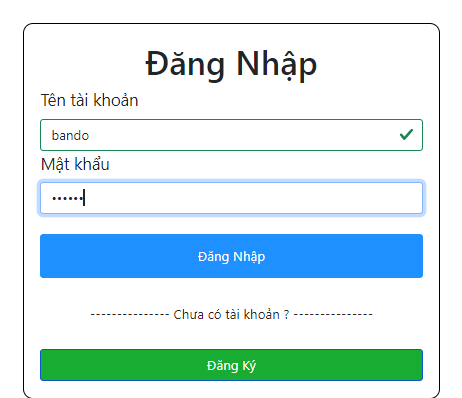 Đăng Nhập
Tên tài khoản
bando
Mật khẩu
••••••
Đăng Nhập
--------------- Chưa có tài khoản ? ---------------
Đăng Ký